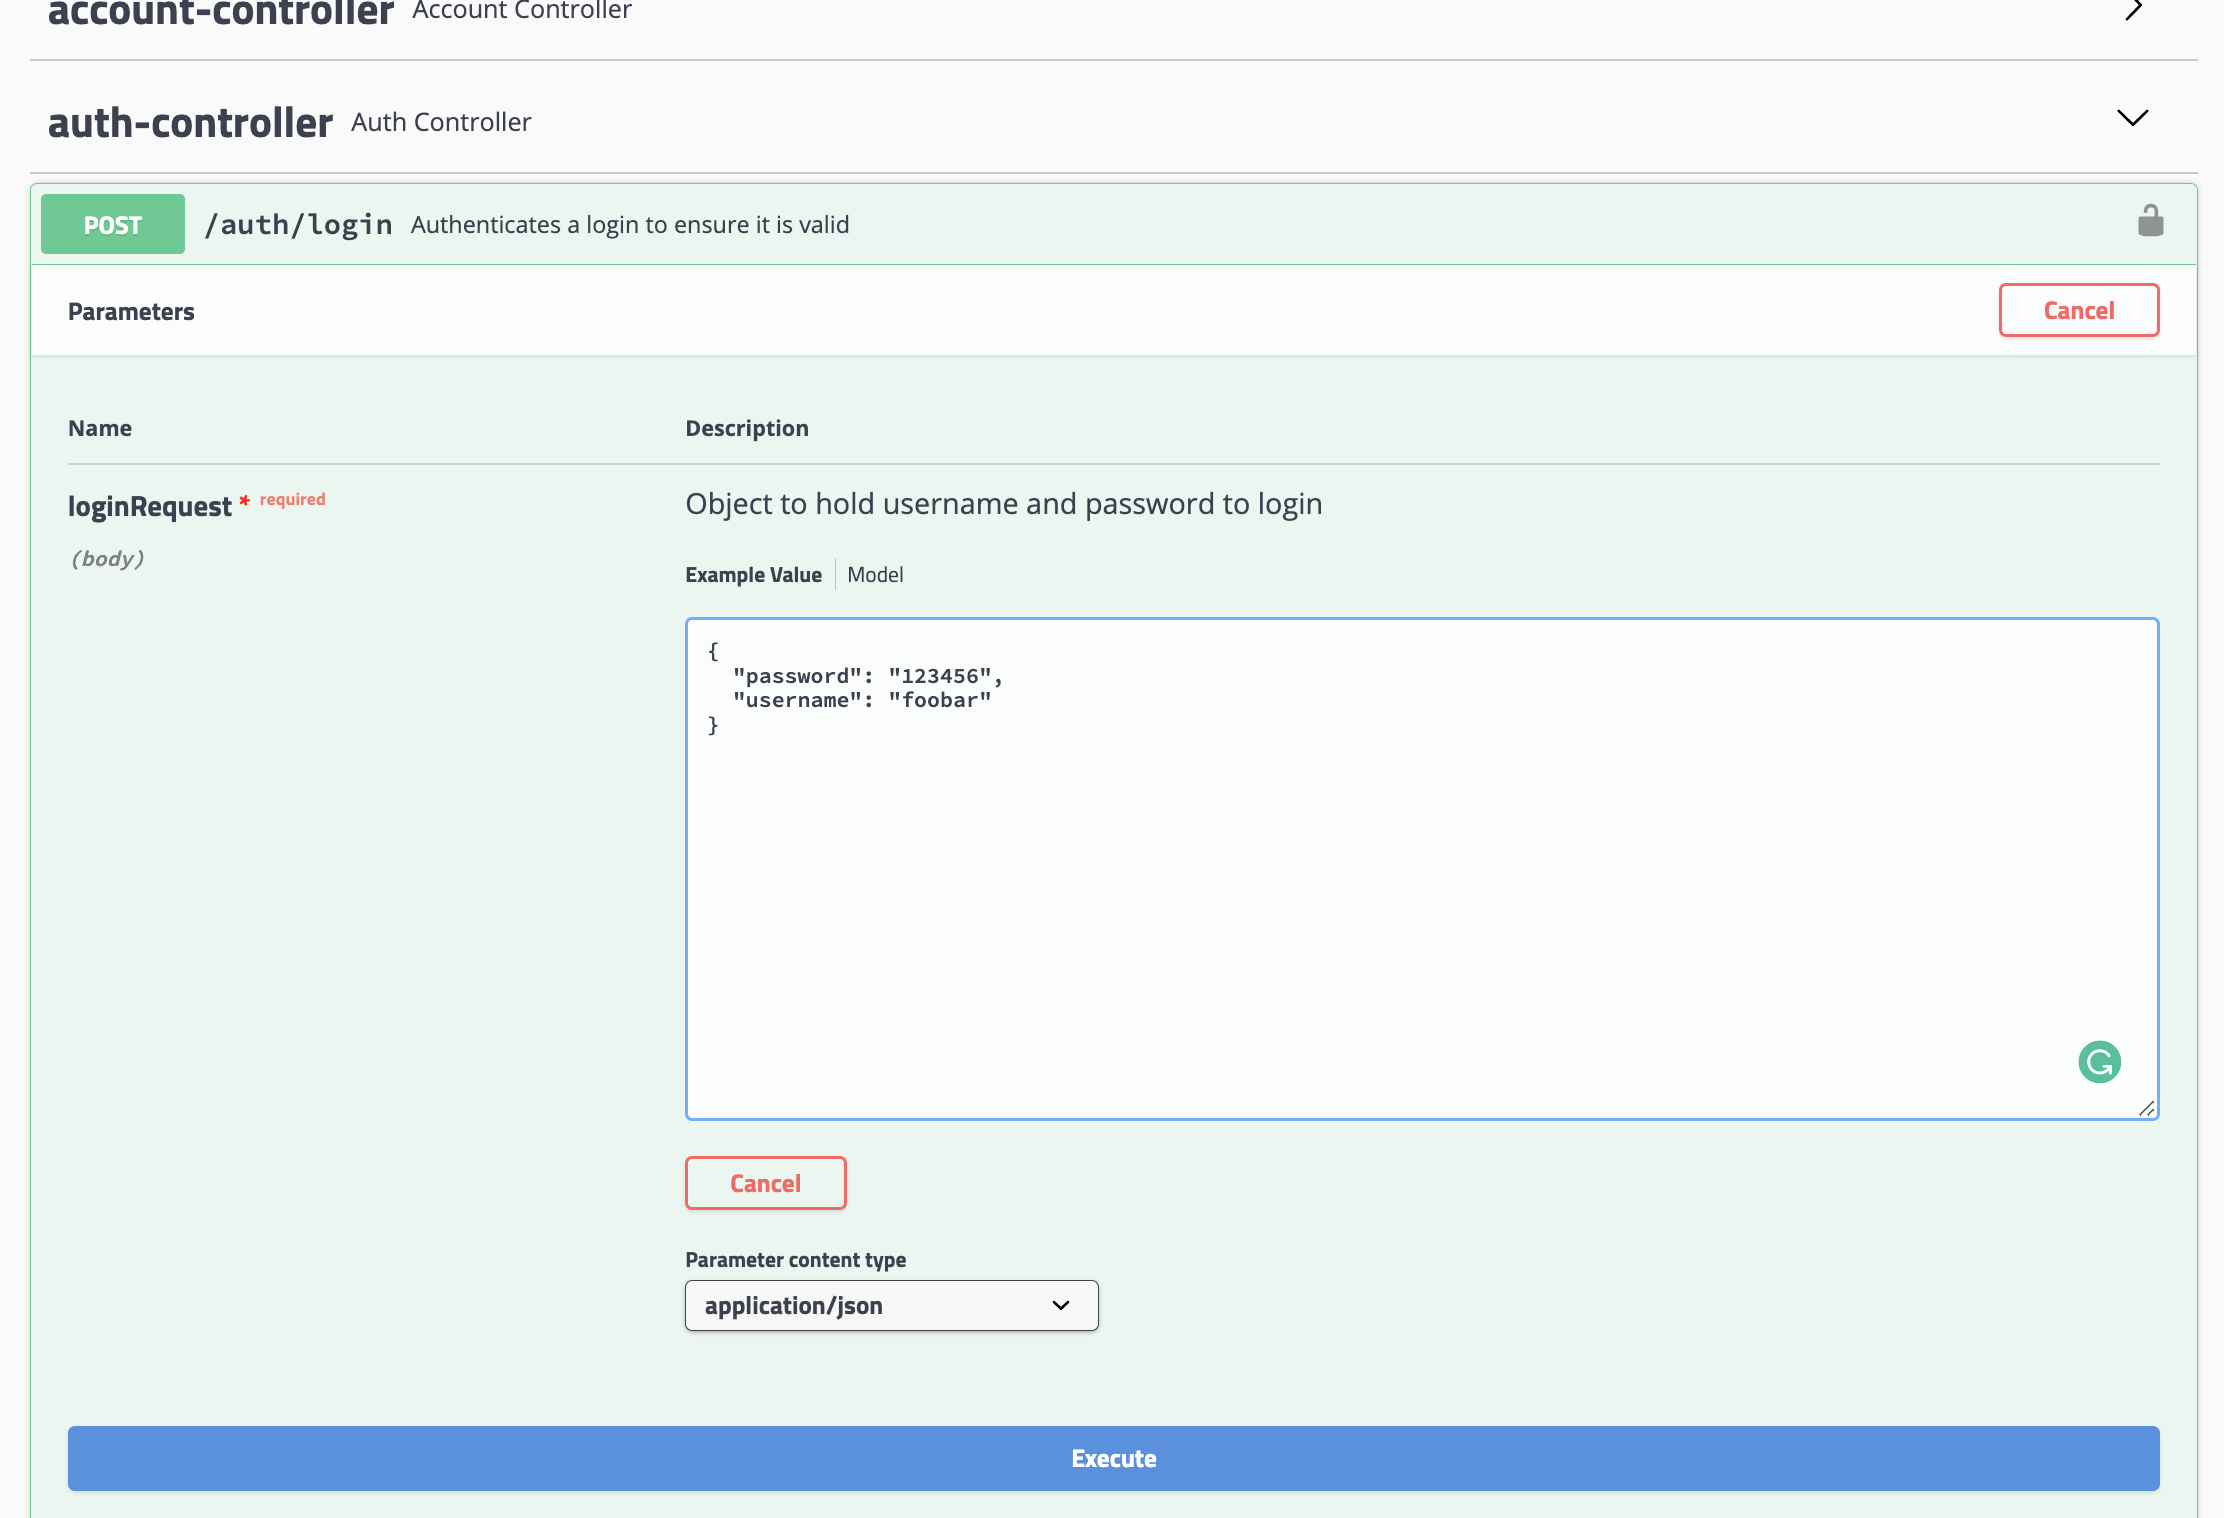 account-controller Account Controller
auth-controller Auth Controller
POST /auth/login Authenticates a login to ensure it is valid
Parameters Cancel
Name Description
loginRequest * required Object to hold username and password to login
(body)
Example Value Model
{
"password": "123456",
"username": "foobar"
}
Cancel
Parameter content type
application/json
Execute